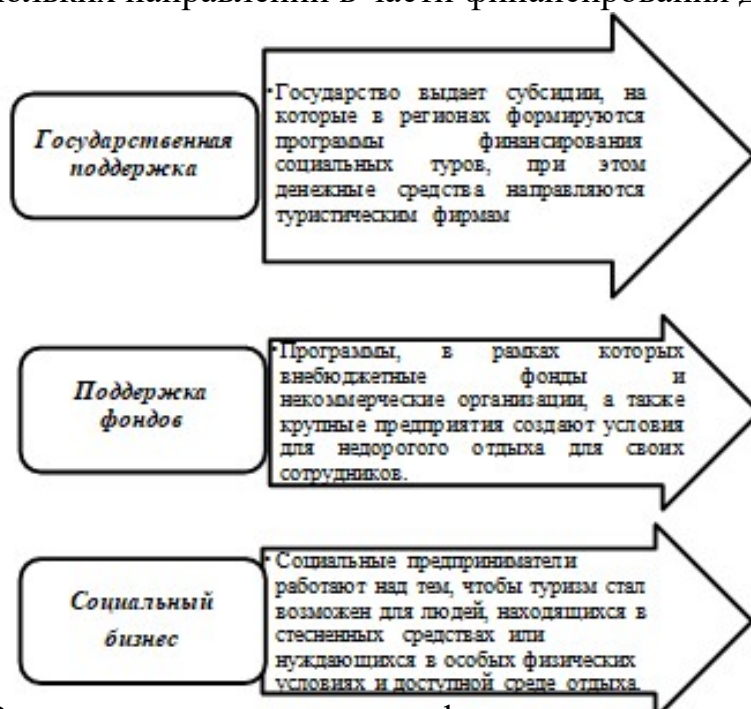 направлений в части финансирования
Государственная
поддержка
•Государство выдает субсидии, на
которые в регионах формируются
программы финансирования
социальных туров, при этом
денежные средства направляются
туристическим фирмам
Поддержка
фондов
•Программы, в рамках которых
внебюджетные фонды и
некоммерческие организации, а также
крупные предприятия создают условия
для недорогого отдыха для своих
сотрудников.
Социальный
бизнес
• Социальные предприниматели
работают над тем, чтобы туризм стал
возможен для людей, находящихся в
стесненных средствах или
нуждающихся в особых физических
условиях и доступной среде отдыха.